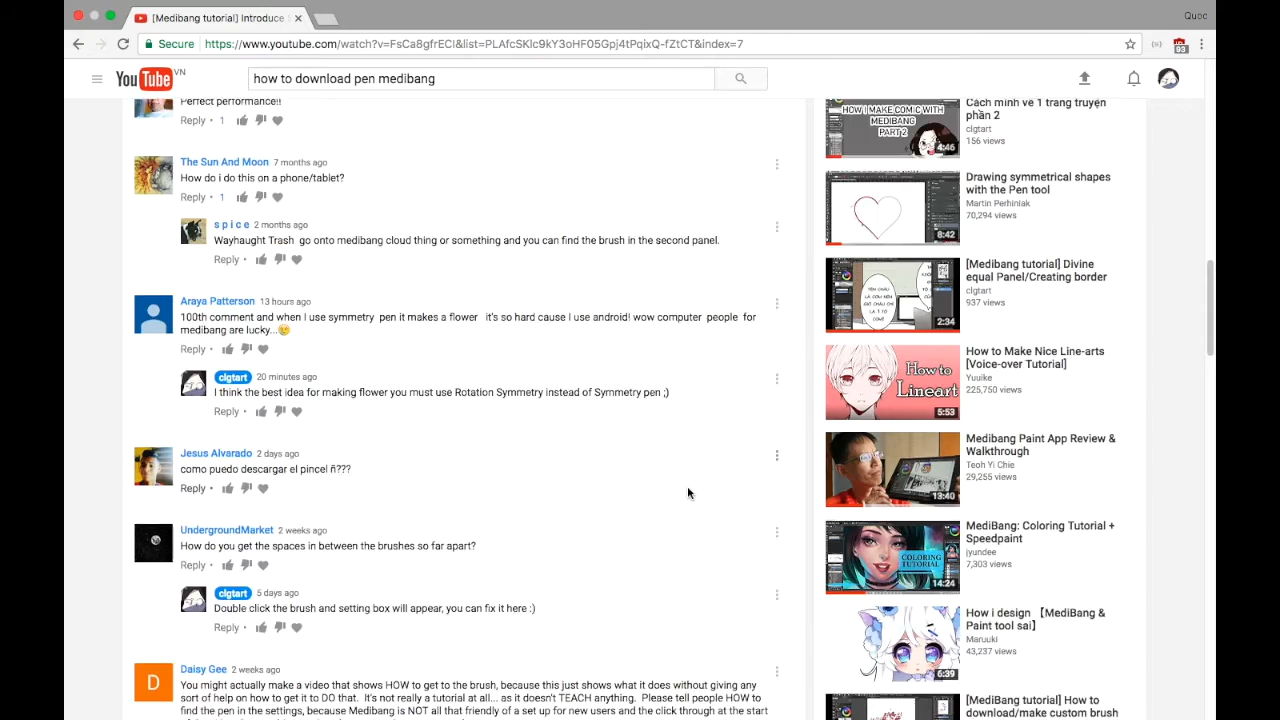 [Medibang tutorial] Introduce
Quoc
Secure
https://www.youtube.com/watch?v=FsCa8gfrECI&list=PLAfcSKlc9kY3oHF05Gpj4tPqixQ-fZtCT&index=7
93
YouTube VN
how to download pen medibang
Perfect performance!!
Reply • 1
The Sun And Moon 7 months ago
How do i do this on a phone/tablet?
Reply • 1
s p i c e 2 months ago
Wayhaught Trash go onto medibang cloud thing or something and you can find the brush in the second panel.
Reply •
Araya Patterson 13 hours ago
100th comment and when I use symmetry pen it makes a flower it's so hard cause I use android! wow computer people for
medibang are lucky...
Reply •
clgtart 20 minutes ago
I think the best idea for making flower you must use Rotation Symmetry instead of Symmetry pen ;)
Reply •
Jesus Alvarado 2 days ago
como puedo descargar el pincel ñ???
Reply •
UndergroundMarket 2 weeks ago
How do you get the spaces in between the brushes so far apart?
Reply •
clgtart 5 days ago
Double click the brush and setting box will appear, you can fix it here :)
Reply •
D
Daisy Gee 2 weeks ago
You might actually make a video that shows HOW to get to the brush, because this just shows what it does without giving any
sort of help on how to get it to DO that. It's not really a tutorial at all... as it doesn't TEACH anything. Please tell people HOW to
find the pen in the settings, because Medibang is NOT all that friendly of a set up for new users and the click through at the start
HOW I MAKE COMIC WITH
MEDIBANG
PART 2
4:46
Cách mình vẽ 1 trang truyện
phần 2
clgtart
156 views
8:42
Drawing symmetrical shapes
with the Pen tool
Martin Perhiniak
70,294 views
2:34
[Medibang tutorial] Divine
equal Panel/Creating border
clgtart
937 views
How to
Lineart
5:53
How to Make Nice Line-arts
[Voice-over Tutorial]
Yuuike
225,750 views
13:40
Medibang Paint App Review &
Walkthrough
Teoh Yi Chie
29,255 views
COLORING
TUTORIAL
14:24
MediBang: Coloring Tutorial +
Speedpaint
jyundee
7,303 views
6:39
How i design 【MediBang &
Paint tool sai】
Maruuki
43,237 views
[MediBang tutorial] How to
download/make custom brush